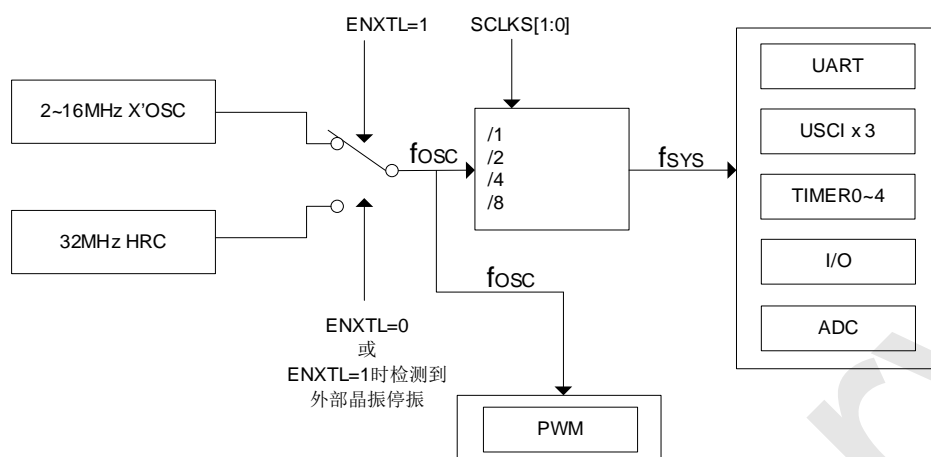 ENXTL=1
SCLKS[1:0]
2~16MHz X'OSC
32MHz HRC
fOSC
/1
/2
/4
/8
fSYS
UART
USCI x 3
TIMER0~4
I/O
ADC
fOSC
ENXTL=0
或
ENXTL=1时检测到
外部晶振停振
PWM